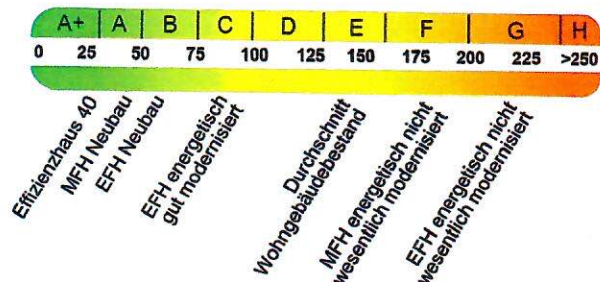 A+ A B C D E F G H
0 25 50 75 100 125 150 175 200 225 >250
Effizienzhaus 40
MFH Neubau
EFH Neubau
EFH energetisch
gut modernisiert
Durchschnitt
Wohngebäudebestand
MFH energetisch nicht
wesentlich modernisiert
EFH energetisch nicht
wesentlich modernisiert